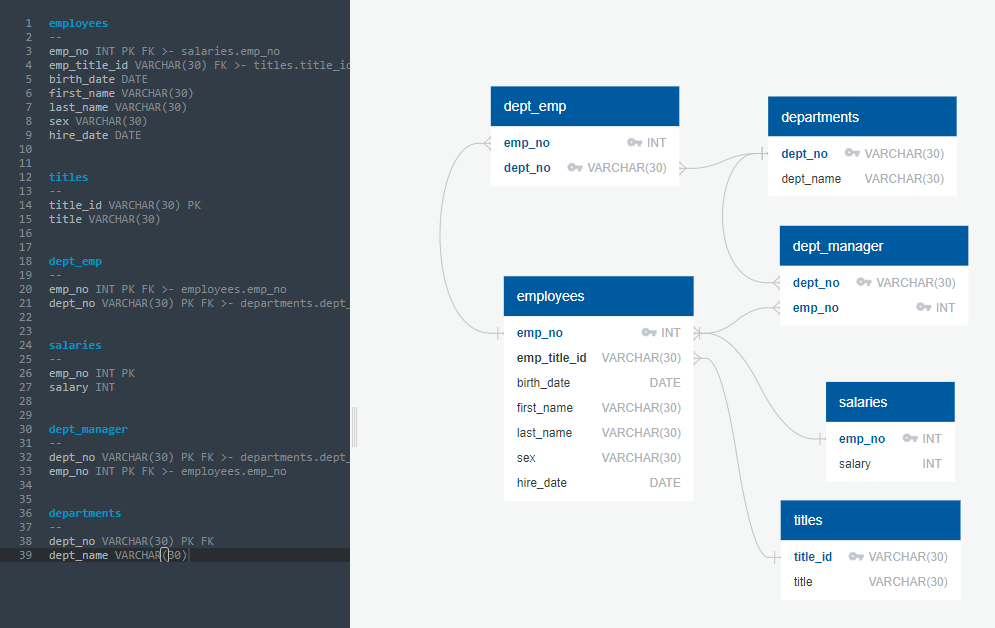 1 employees
2 --
3 emp_no INT PK FK >- salaries.emp_no
4 emp_title_id VARCHAR(30) FK >- titles.title_id
5 birth_date DATE
6 first_name VARCHAR(30)
7 last_name VARCHAR(30)
8 sex VARCHAR(30)
9 hire_date DATE
10
11
12 titles
13 --
14 title_id VARCHAR(30) PK
15 title VARCHAR(30)
16
17
18 dept_emp
19 --
20 emp_no INT PK FK >- employees.emp_no
21 dept_no VARCHAR(30) PK FK >- departments.dept_
22
23
24 salaries
25 --
26 emp_no INT PK
27 salary INT
28
29
30 dept_manager
31 --
32 dept_no VARCHAR(30) PK FK >- departments.dept_
33 emp_no INT PK FK >- employees.emp_no
34
35
36 departments
37 --
38 dept_no VARCHAR(30) PK FK
39 dept_name VARCHAR(30)
dept_emp
emp_no INT
dept_no VARCHAR(30)
departments
dept_no VARCHAR(30)
dept_name VARCHAR(30)
dept_manager
dept_no VARCHAR(30)
emp_no INT
employees
emp_no INT
emp_title_id VARCHAR(30)
birth_date DATE
first_name VARCHAR(30)
last_name VARCHAR(30)
sex VARCHAR(30)
hire_date DATE
salaries
emp_no INT
salary INT
titles
title_id VARCHAR(30)
title VARCHAR(30)